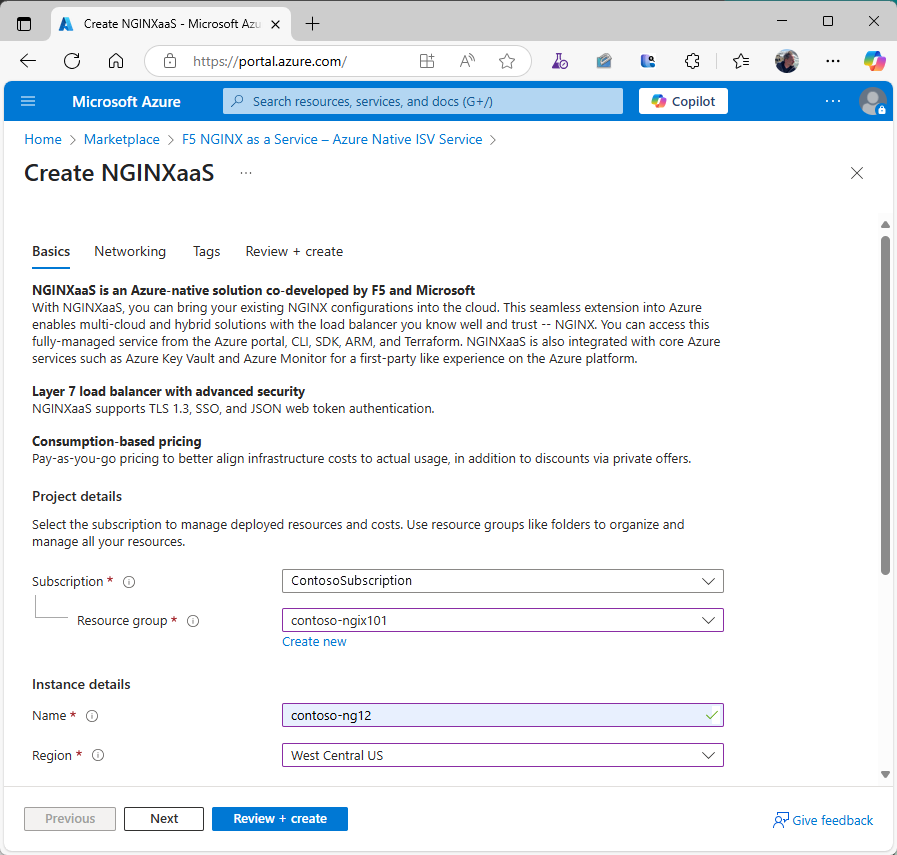 Create NGINXaaS - Microsoft Azu
https://portal.azure.com/
Microsoft Azure
Search resources, services, and docs (G+/)
Copilot
Home > Marketplace > F5 NGINX as a Service – Azure Native ISV Service >
Create NGINXaaS
Basics Networking Tags Review + create
NGINXaaS is an Azure-native solution co-developed by F5 and Microsoft
With NGINXaaS, you can bring your existing NGINX configurations into the cloud. This seamless extension into Azure
enables multi-cloud and hybrid solutions with the load balancer you know well and trust -- NGINX. You can access this
fully-managed service from the Azure portal, CLI, SDK, ARM, and Terraform. NGINXaaS is also integrated with core Azure
services such as Azure Key Vault and Azure Monitor for a first-party like experience on the Azure platform.
Layer 7 load balancer with advanced security
NGINXaaS supports TLS 1.3, SSO, and JSON web token authentication.
Consumption-based pricing
Pay-as-you-go pricing to better align infrastructure costs to actual usage, in addition to discounts via private offers.
Project details
Select the subscription to manage deployed resources and costs. Use resource groups like folders to organize and
manage all your resources.
Subscription * ContosoSubscription
Resource group * contoso-ngix101
Create new
Instance details
Name * contoso-ng12
Region * West Central US
Previous Next Review + create Give feedback